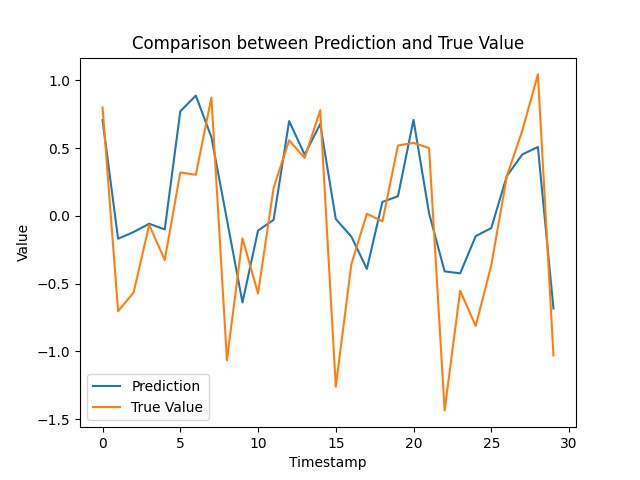 Comparison between Prediction and True Value
1.0
0.5
0.0
−0.5
−1.0
−1.5
Value
Prediction
True Value
0 5 10 15 20 25 30
Timestamp